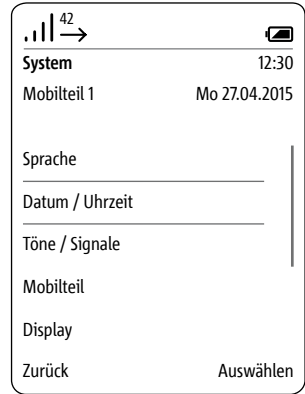 42
System 12:30
Mobilteil 1 Mo 27.04.2015
Sprache
Datum / Uhrzeit
Töne / Signale
Mobilteil
Display
Zurück Auswählen